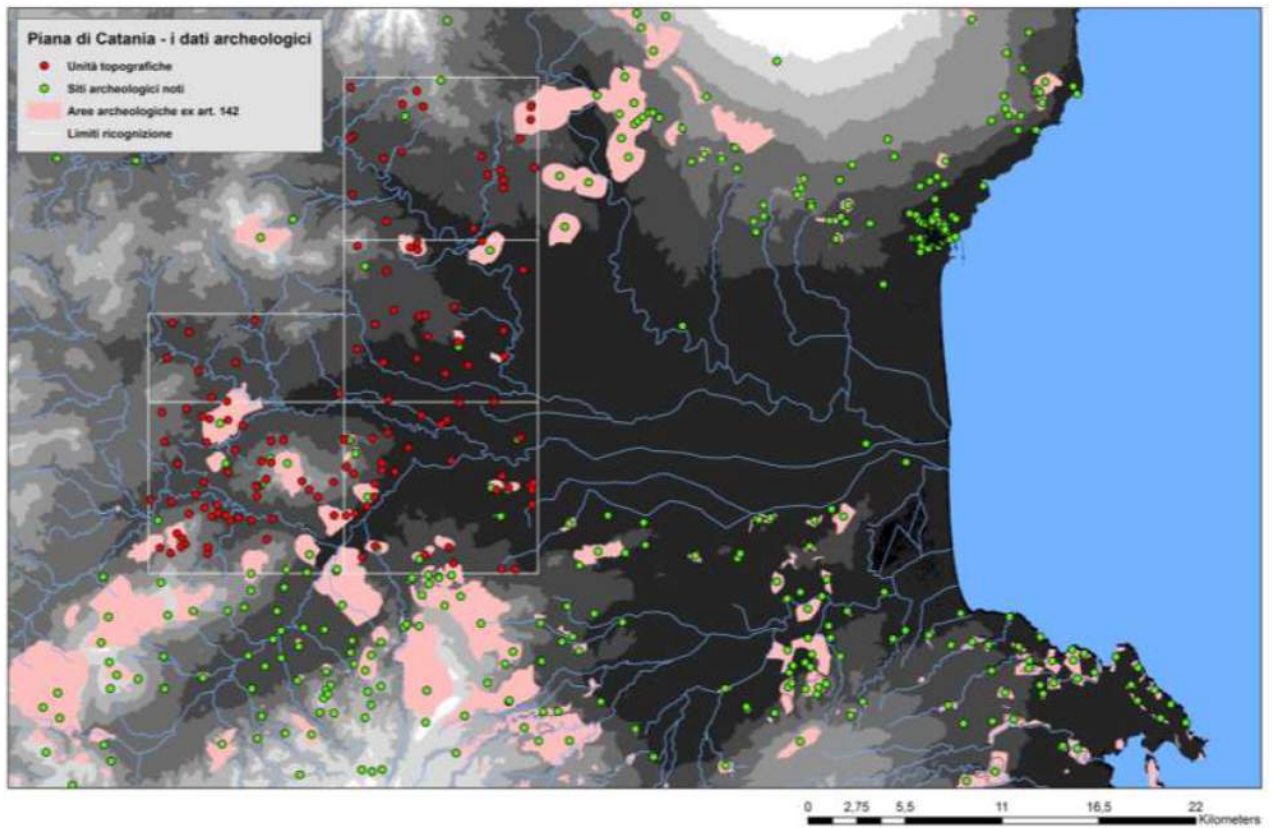 Piana di Catania - i dati archeologici
Unità topografiche
Siti archeologici noti
Aree archeologiche ex art. 142
Limiti ricognizione
0 2,75 5,5 11 16,5 22
Kilometers